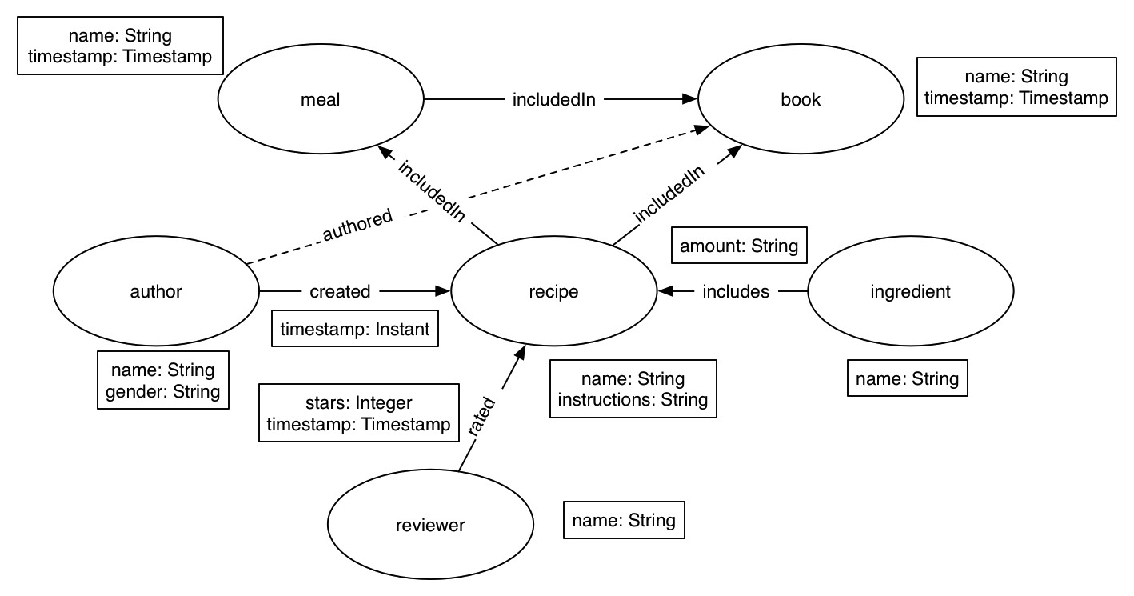 name: String
timestamp: Timestamp
meal
includedIn
book
name: String
timestamp: Timestamp
includedIn
includedIn
authored
amount: String
author
created
recipe
includes
ingredient
timestamp: Instant
name: String
gender: String
stars: Integer
timestamp: Timestamp
rated
name: String
instructions: String
name: String
reviewer
name: String